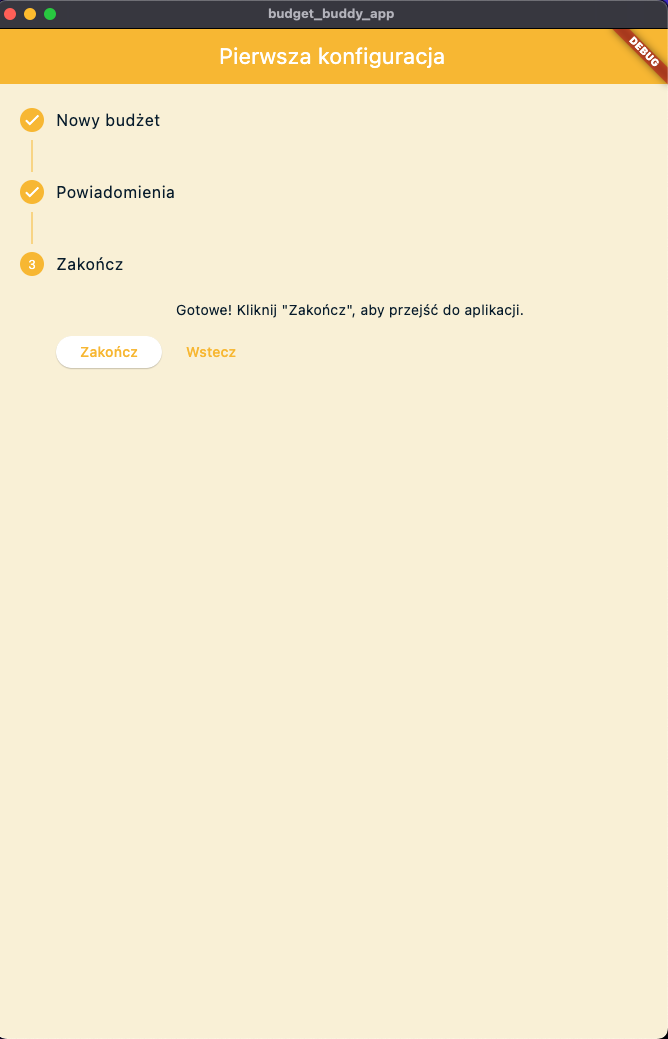 budget_buddy_app
Pierwsza konfiguracja
DEBUG
Nowy budżet
Powiadomienia
3 Zakończ
Gotowe! Kliknij "Zakończ", aby przejść do aplikacji.
Zakończ Wstecz